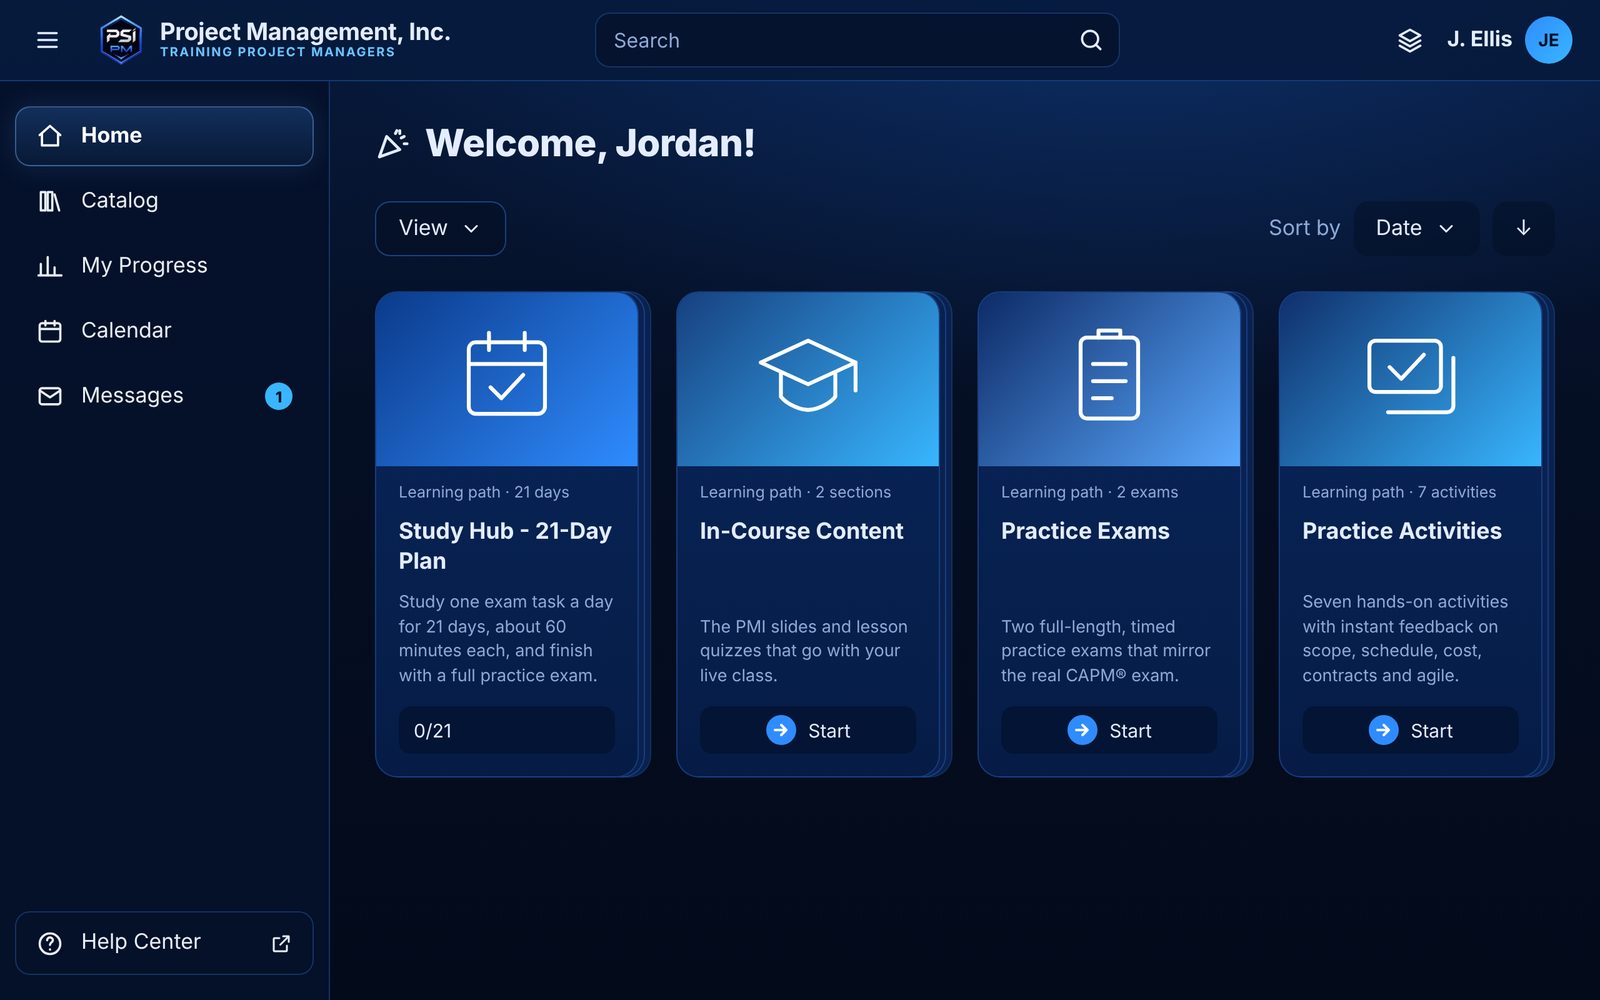 PSI
PM
Project Management, Inc.
TRAINING PROJECT MANAGERS
Search
J. Ellis
JE
Home
Catalog
My Progress
Calendar
Messages
1
Help Center
Welcome, Jordan!
View
Sort by
Date
Learning path · 21 days
Study Hub - 21-Day
Plan
Study one exam task a day
for 21 days, about 60
minutes each, and finish
with a full practice exam.
0/21
Learning path · 2 sections
In-Course Content
The PMI slides and lesson
quizzes that go with your
live class.
Start
Learning path · 2 exams
Practice Exams
Two full-length, timed
practice exams that mirror
the real CAPM® exam.
Start
Learning path · 7 activities
Practice Activities
Seven hands-on activities
with instant feedback on
scope, schedule, cost,
contracts and agile.
Start